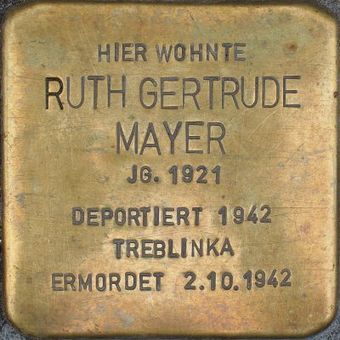 HIER WOHNTE
RUTH GERTRUDE
MAYER
JG. 1921
DEPORTIERT 1942
TREBLINKA
ERMORDET 2.10.1942